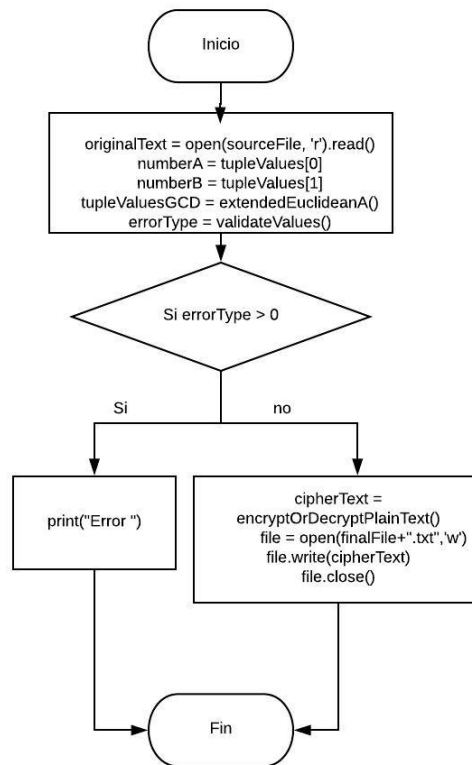 Inicio
originalText = open(sourceFile, 'r').read()
numberA = tupleValues[0]
numberB = tupleValues[1]
tupleValuesGCD = extendedEuclideanA()
errorType = validateValues()
Si errorType > 0
Si
no
print("Error ")
cipherText =
encryptOrDecryptPlainText()
file = open(finalFile+".txt",'w')
file.write(cipherText)
file.close()
Fin